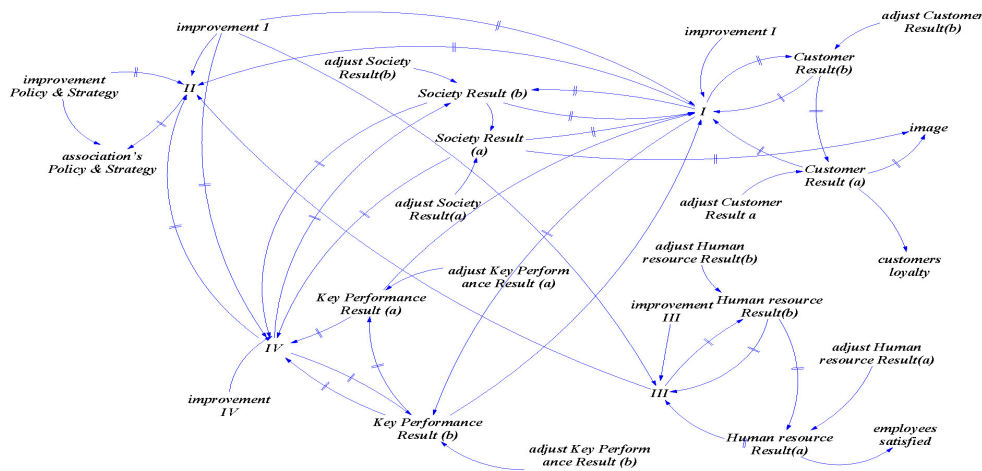 improvement 1
improvement I
adjust Customer
Result(b)
adjust Society
Result(b)
Customer
Result(b)
improvement
Policy & Strategy
II
Society Result (b)
I
image
Society Result
(a)
association's
Policy & Strategy
Customer
Result (a)
adjust Society
Result(a)
adjust Customer
Result a
adjust Human
resource Result(b)
customers
loyalty
adjust Key Perform
ance Result (a)
Key Performance
Result (a)
improvement
III
Human resource
Result(b)
IV
adjust Human
resource Result(a)
III
improvement
IV
Key Performance
Result (b)
Human resource
Result(a)
employees
satisfied
adjust Key Perform
ance Result (b)